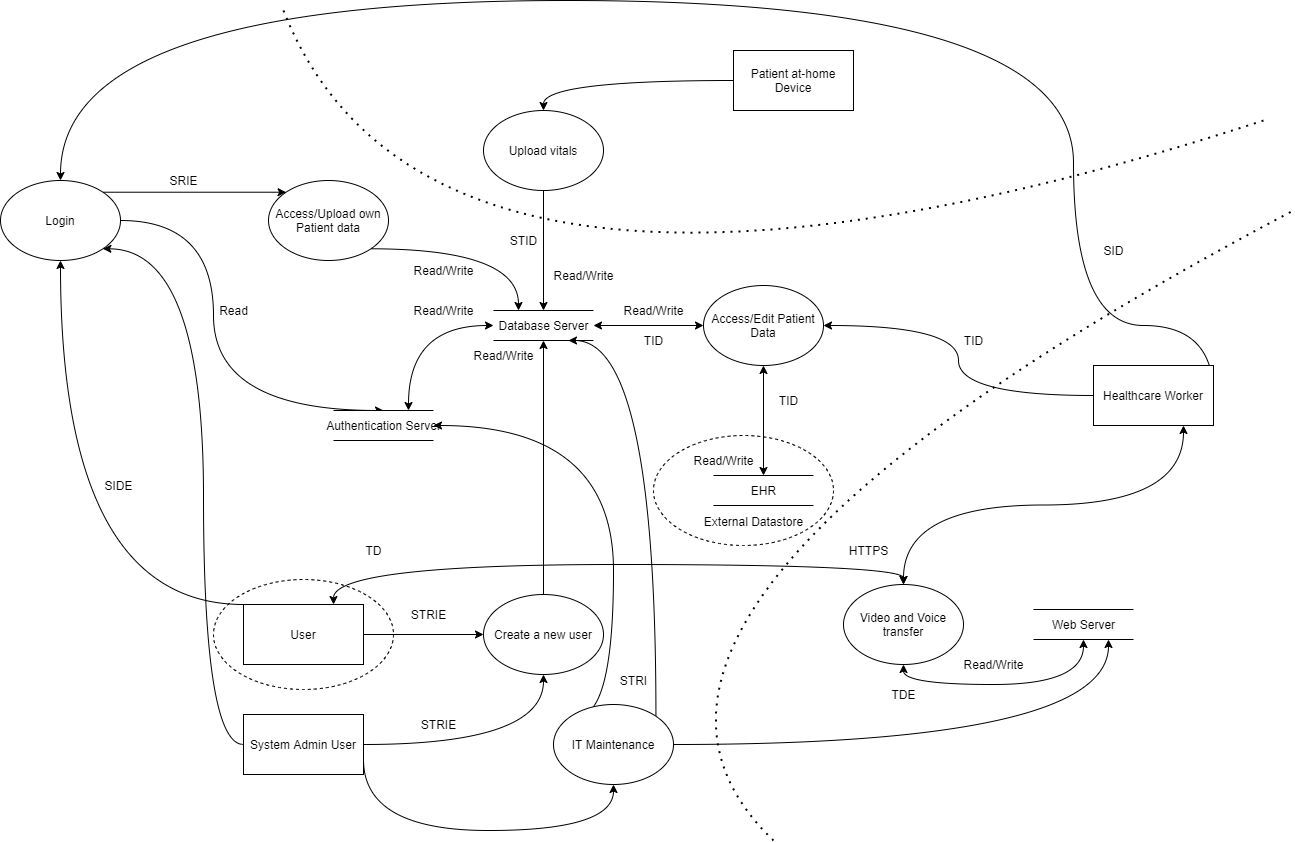 Patient at-home
Device
Upload vitals
SRIE
Login
Access/Upload own
Patient data
STID
SID
Read/Write
Read/Write
Read
Read/Write
Database Server
Read/Write
TID
Access/Edit Patient
Data
TID
Read/Write
Healthcare Worker
TID
Authentication Server
SIDE
Read/Write
EHR
External Datastore
TD
HTTPS
STRIE
User
Create a new user
Video and Voice
transfer
Web Server
Read/Write
TDE
STRI
STRIE
System Admin User
IT Maintenance